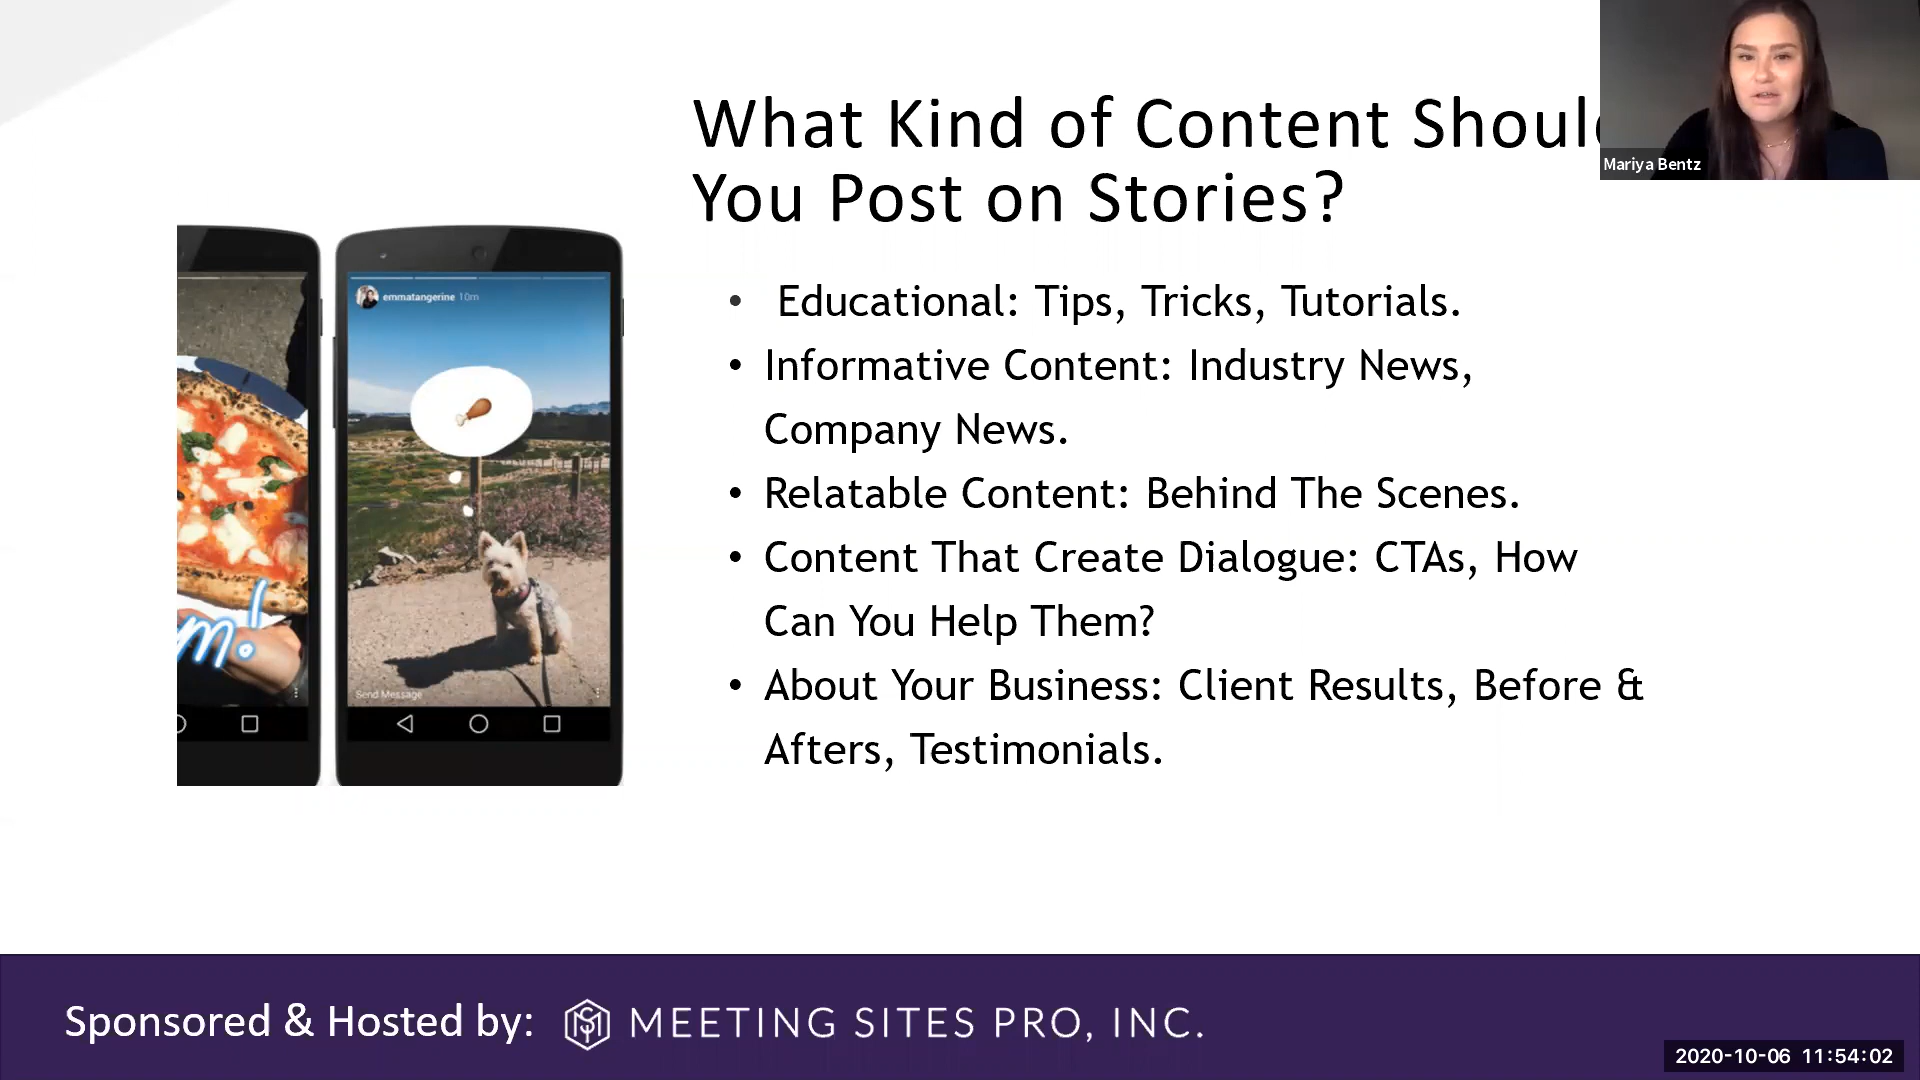 What Kind of Content Shoul
You Post on Stories?
Mariya Bentz
emmatangerine 10m
m!
Send Message
• Educational: Tips, Tricks, Tutorials.
• Informative Content: Industry News,
Company News.
• Relatable Content: Behind The Scenes.
• Content That Create Dialogue: CTAs, How
Can You Help Them?
• About Your Business: Client Results, Before &
Afters, Testimonials.
Sponsored & Hosted by: MEETING SITES PRO, INC.
2020-10-06 11:54:02